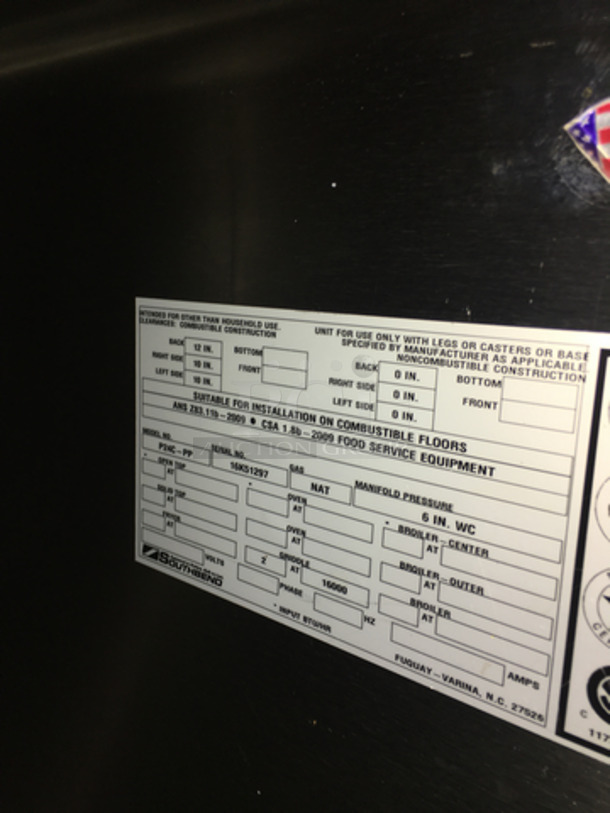 INTENDED FOR OTHER THAN HOUSEHOLD USE.
CLEARANCES: COMBUSTIBLE CONSTRUCTION
BACK 12 IN. BOTTOM
RIGHT SIDE 10 IN. FRONT
LEFT SIDE 10 IN.
UNIT FOR USE ONLY WITH LEGS OR CASTERS OR BASE
SPECIFIED BY MANUFACTURER AS APPLICABLE.
NONCOMBUSTIBLE CONSTRUCTION
BACK 0 IN. BOTTOM
RIGHT SIDE 0 IN. FRONT
LEFT SIDE 0 IN.
SUITABLE FOR INSTALLATION ON COMBUSTIBLE FLOORS
ANS Z83.11b-2009 ● CSA 1.8b-2009 FOOD SERVICE EQUIPMENT
MODEL NO. SERIAL NO. GAS MANIFOLD PRESSURE
P24C-PP 16K51297 NAT 6 IN. WC
* OPEN TOP AT * OVEN AT * BROILER-CENTER AT
SOLID TOP AT OVEN AT BROILER-OUTER AT
FRYER AT GRIDDLE 2 AT 16000 BROILER AT
SOUTHBEND VOLTS PHASE HZ AMPS
* INPUT BTU/HR FUQUAY-VARINA, N.C. 27526
AUCTION GROUP
C
117